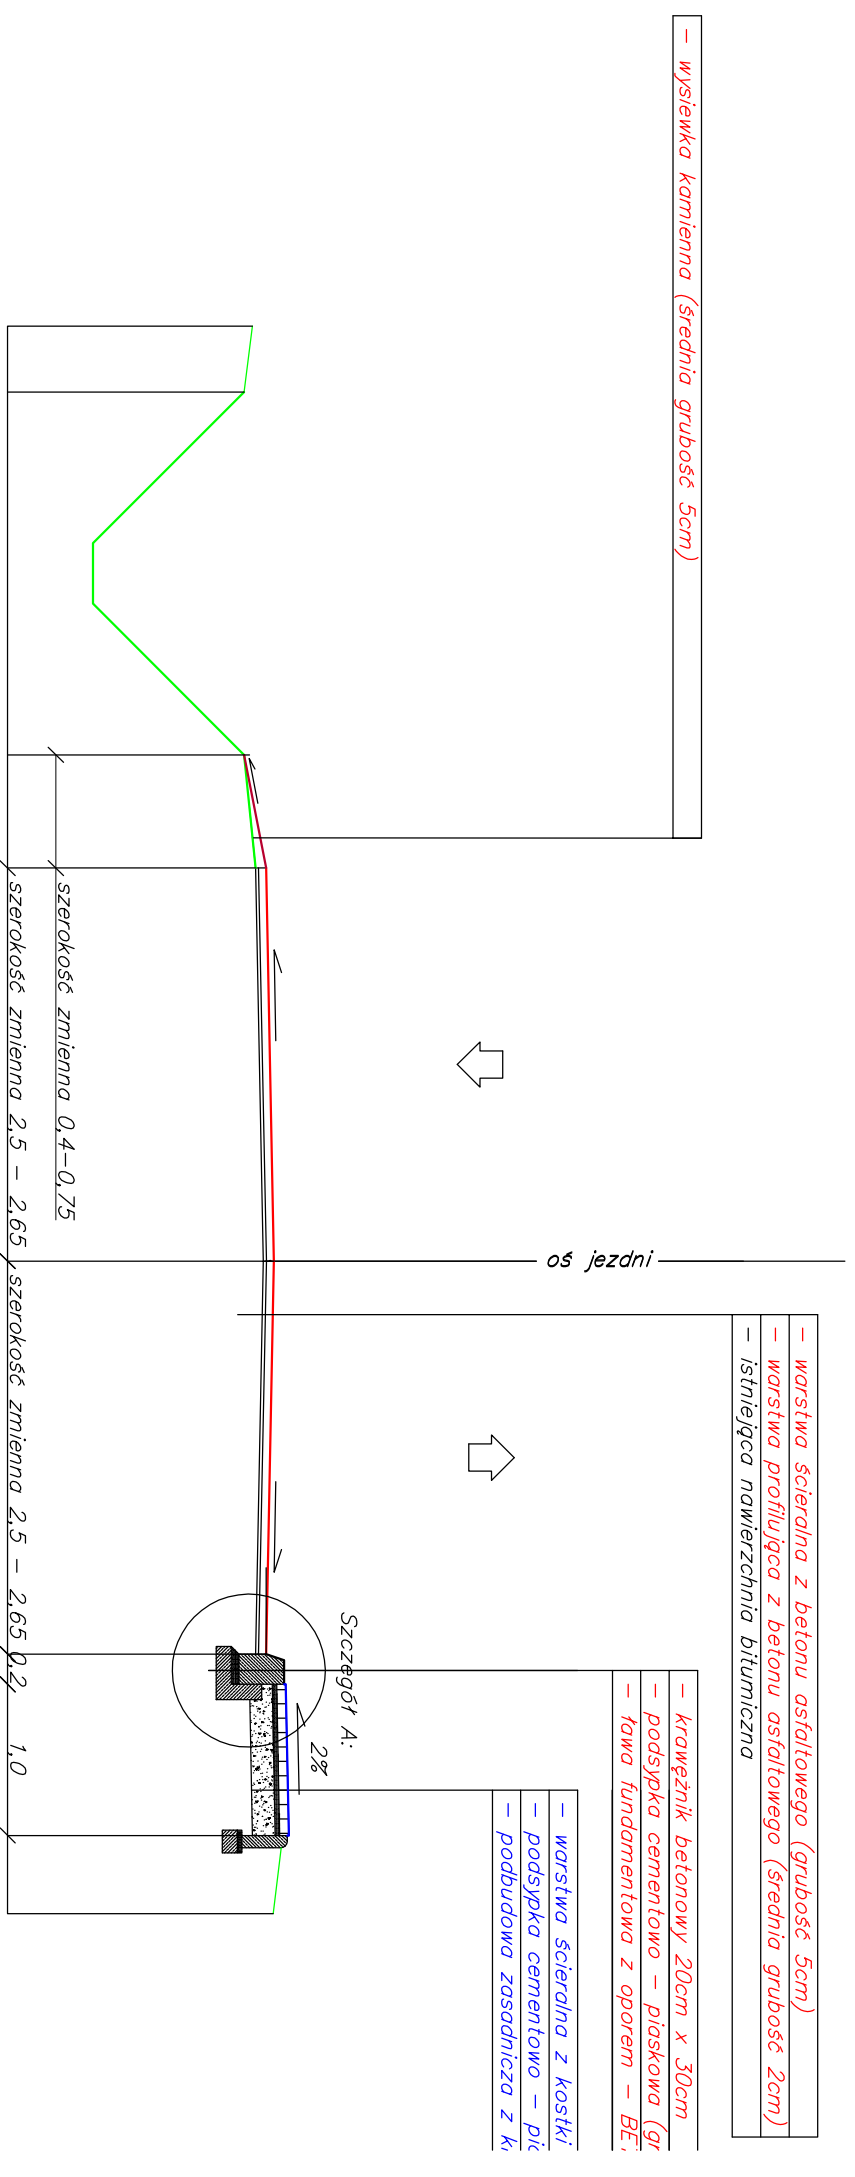 - wysiewka kamienna (średnia grubość 5cm)
- warstwa ścieralna z betonu asfaltowego (grubość 5cm)
- warstwa profilująca z betonu asfaltowego (średnia grubość 2cm)
- istniejąca nawierzchnia bitumiczna
- krawężnik betonowy 20cm x 30cm
- podsypka cementowo - piaskowa (gr
- ława fundamentowa z oporem - BE
- warstwa ścieralna z kostki
- podsypka cementowo -
- podbudowa zasadnicza z
oś jezdni
Szczegół A:
2%
szerokość zmienna 0,4-0,75
szerokość zmienna 2,5 - 2,65
szerokość zmienna 2,5 - 2,65
0,2
1,0